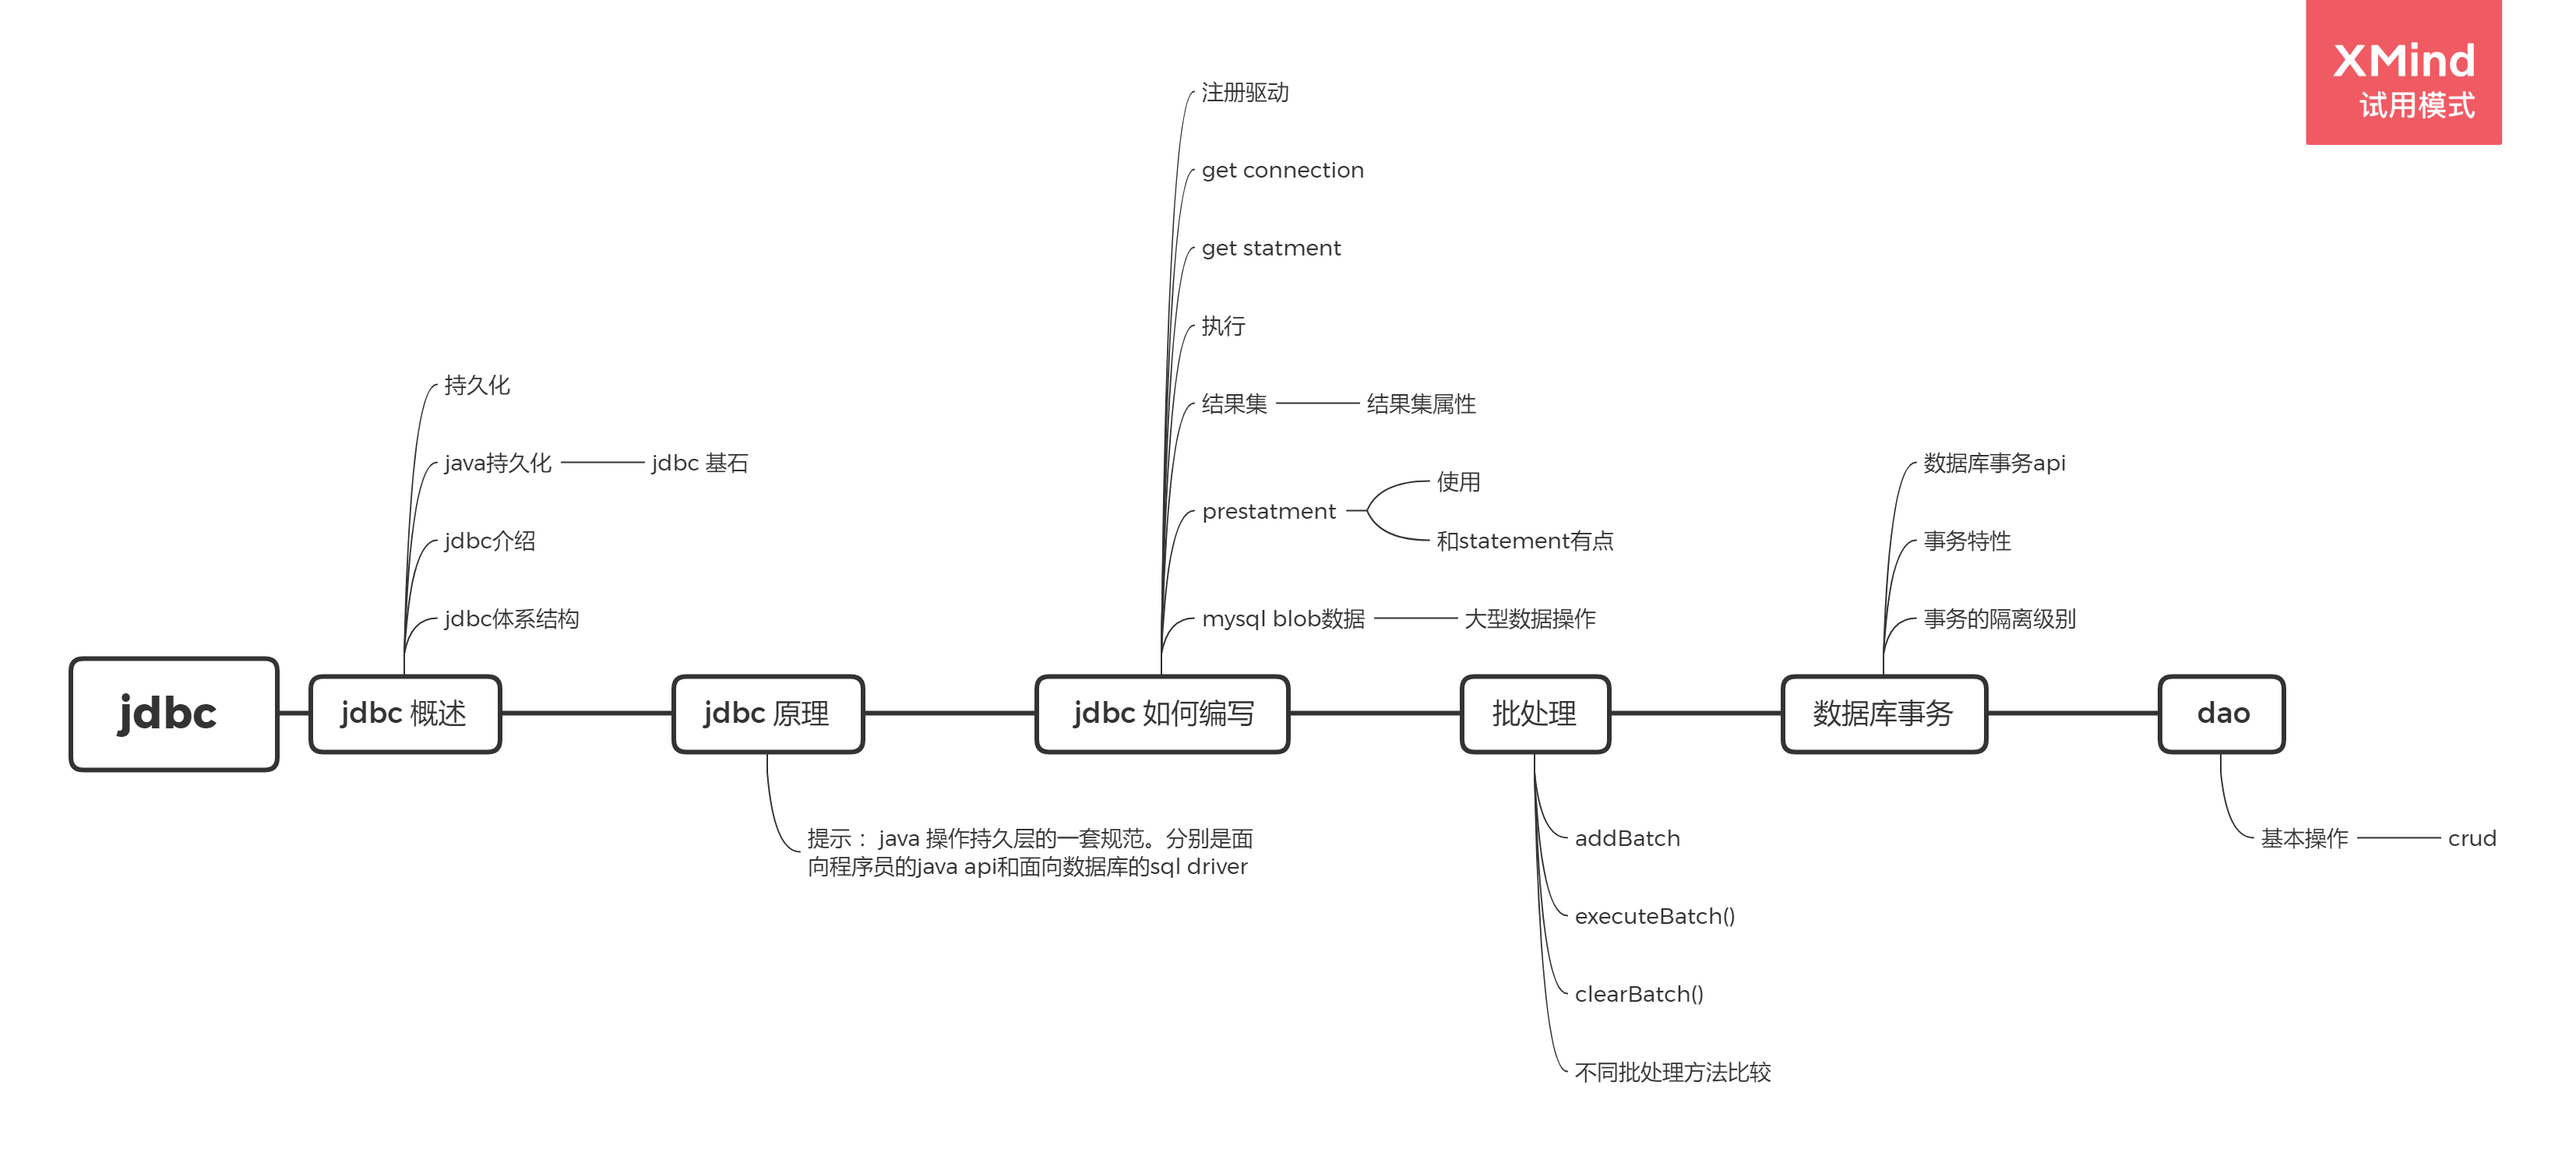 XMind
试用模式
jdbc
jdbc 概述
持久化
java持久化
jdbc 基石
jdbc介绍
jdbc体系结构
jdbc 原理
提示： java 操作持久层的一套规范。分别是面
向程序员的java api和面向数据库的sql driver
jdbc 如何编写
注册驱动
get connection
get statment
执行
结果集
结果集属性
prestatment
使用
和statement有点
mysql blob数据
大型数据操作
批处理
addBatch
executeBatch()
clearBatch()
不同批处理方法比较
数据库事务
数据库事务api
事务特性
事务的隔离级别
dao
基本操作
crud